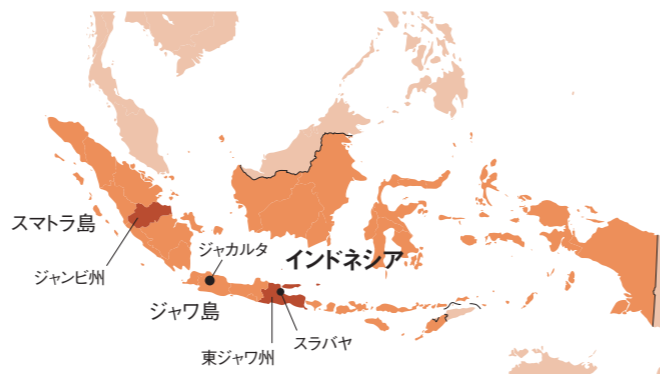 スマトラ島
ジャンビ州
ジャカルタ
インドネシア
ジャワ島
スラバヤ
東ジャワ州